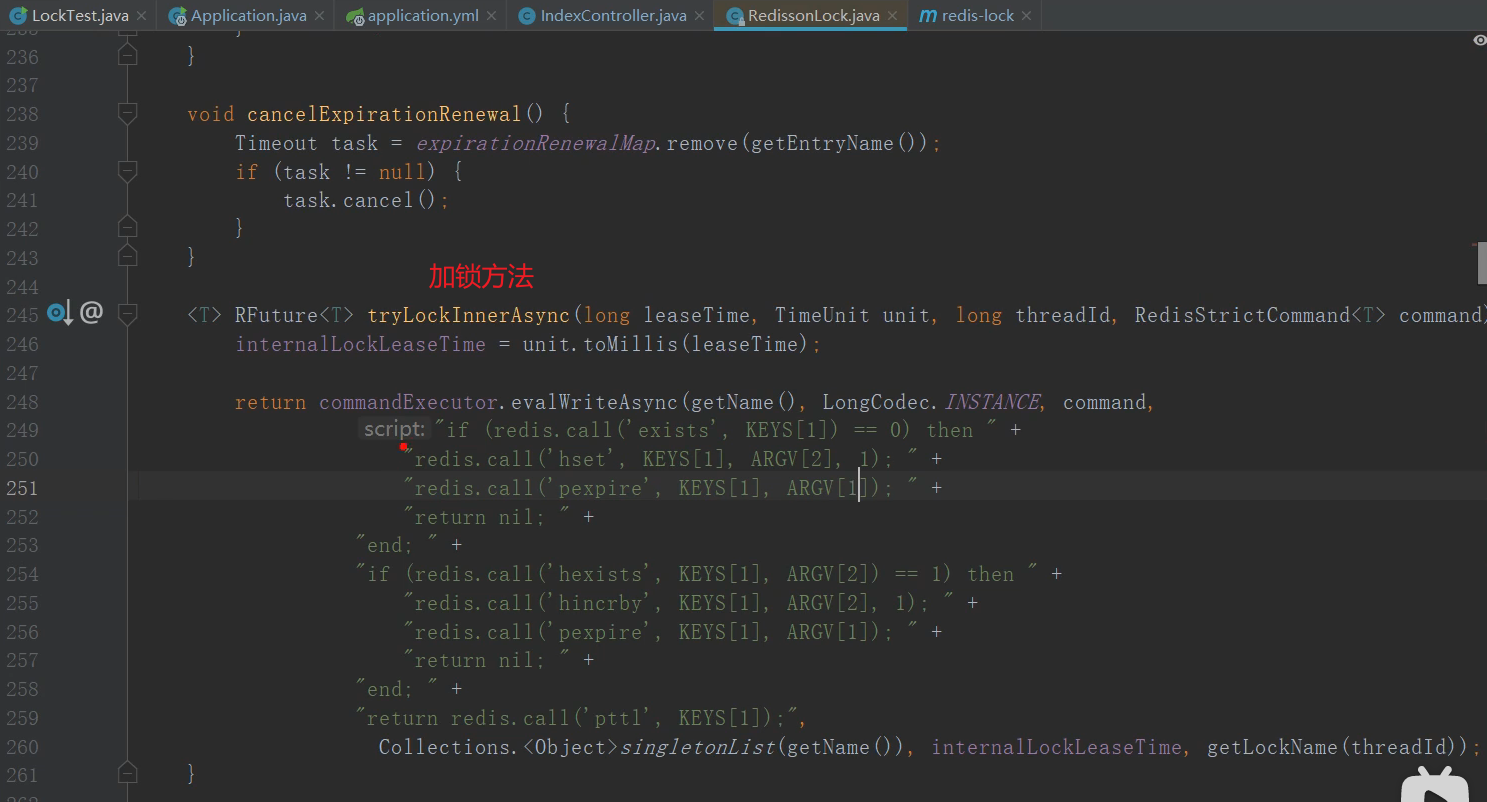 LockTest.java Application.java application.yml IndexController.java RedissonLock.java redis-lock
236 }
237
238 void cancelExpirationRenewal() {
239 Timeout task = expirationRenewalMap.remove(getEntryName());
240 if (task != null) {
241 task.cancel();
242 }
243 }
加锁方法
244
245 @ <T> RFuture<T> tryLockInnerAsync(long leaseTime, TimeUnit unit, long threadId, RedisStrictCommand<T> command)
246 internalLockLeaseTime = unit.toMillis(leaseTime);
247
248 return commandExecutor.evalWriteAsync(getName(), LongCodec.INSTANCE, command,
249 script: "if (redis.call('exists', KEYS[1]) == 0) then " +
250 "redis.call('hset', KEYS[1], ARGV[2], 1); " +
251 "redis.call('pexpire', KEYS[1], ARGV[1]); " +
252 "return nil; " +
253 "end; " +
254 "if (redis.call('hexists', KEYS[1], ARGV[2]) == 1) then " +
255 "redis.call('hincrby', KEYS[1], ARGV[2], 1); " +
256 "redis.call('pexpire', KEYS[1], ARGV[1]); " +
257 "return nil; " +
258 "end; " +
259 "return redis.call('pttl', KEYS[1]);",
260 Collections.<Object>singletonList(getName()), internalLockLeaseTime, getLockName(threadId));
261 }